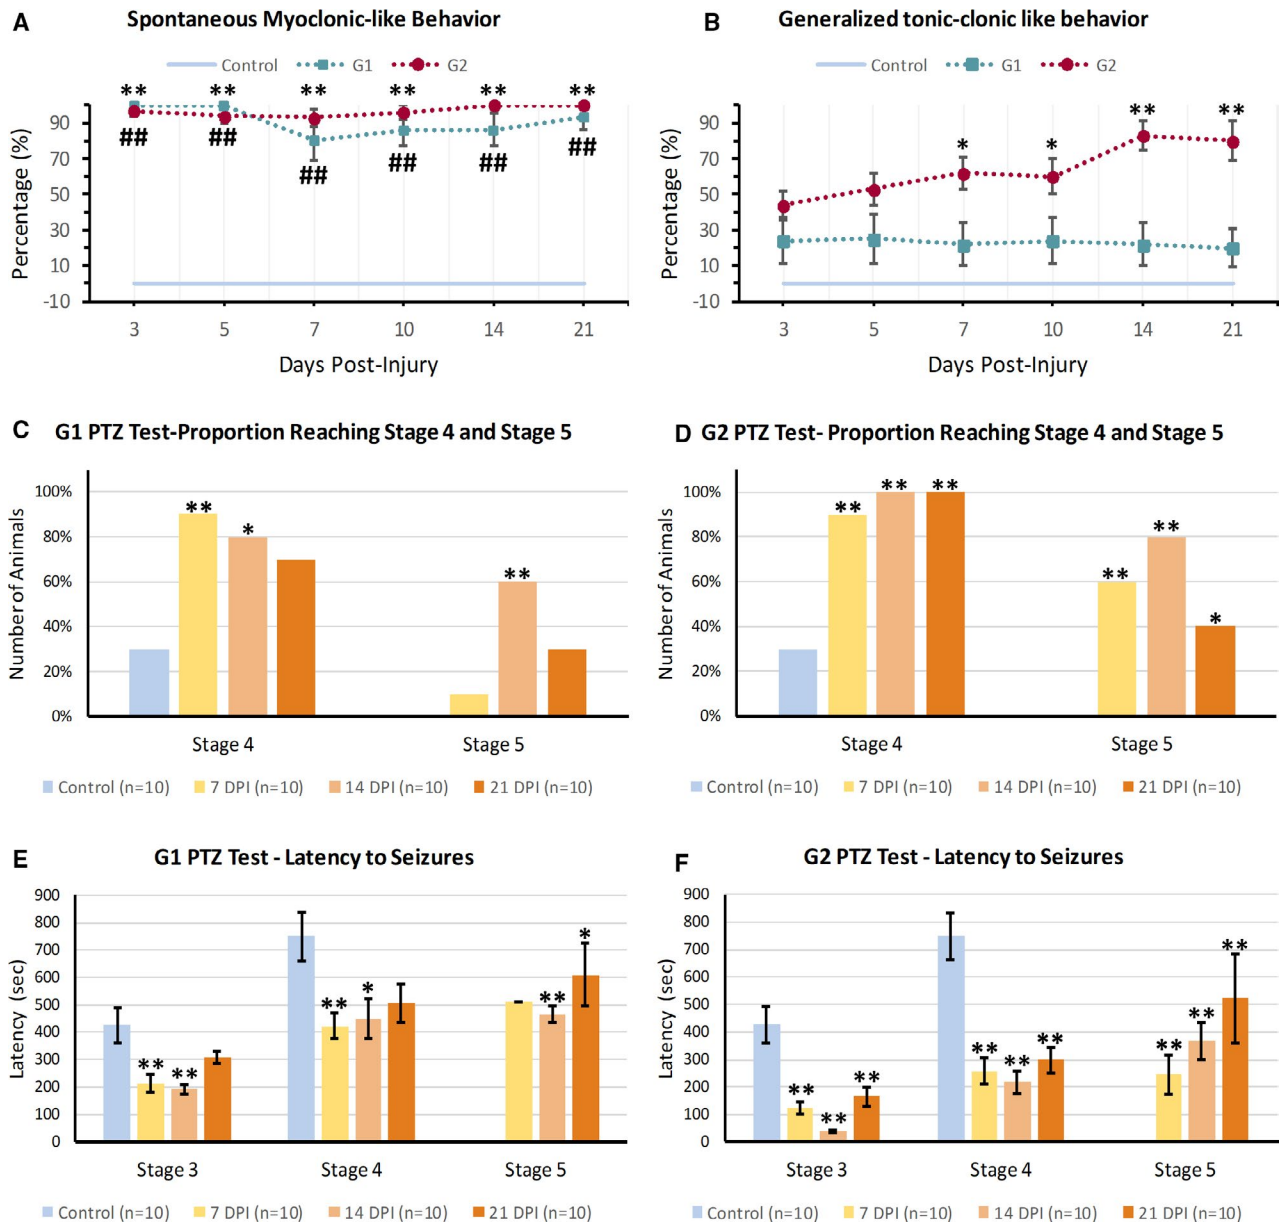 A Spontaneous Myoclonic-like Behavior
Control G1 G2
** ** ** ** ** **
## ## ## ## ## ##
Percentage (%)
90
70
50
30
10
-10
3 5 7 10 14 21
Days Post-Injury
B Generalized tonic-clonic like behavior
Control G1 G2
* * ** **
Percentage (%)
90
70
50
30
10
-10
3 5 7 10 14 21
Days Post-Injury
C G1 PTZ Test-Proportion Reaching Stage 4 and Stage 5
Number of Animals
100%
80%
60%
40%
20%
0%
** * **
Stage 4 Stage 5
Control (n=10) 7 DPI (n=10) 14 DPI (n=10) 21 DPI (n=10)
D G2 PTZ Test- Proportion Reaching Stage 4 and Stage 5
Number of Animals
100%
80%
60%
40%
20%
0%
** ** ** ** ** *
Stage 4 Stage 5
Control (n=10) 7 DPI (n=10) 14 DPI (n=10) 21 DPI (n=10)
E G1 PTZ Test - Latency to Seizures
Latency (sec)
900
800
700
600
500
400
300
200
100
0
** ** ** * ** *
Stage 3 Stage 4 Stage 5
Control (n=10) 7 DPI (n=10) 14 DPI (n=10) 21 DPI (n=10)
F G2 PTZ Test - Latency to Seizures
Latency (sec)
900
800
700
600
500
400
300
200
100
0
** ** ** ** ** ** ** ** **
Stage 3 Stage 4 Stage 5
Control (n=10) 7 DPI (n=10) 14 DPI (n=10) 21 DPI (n=10)